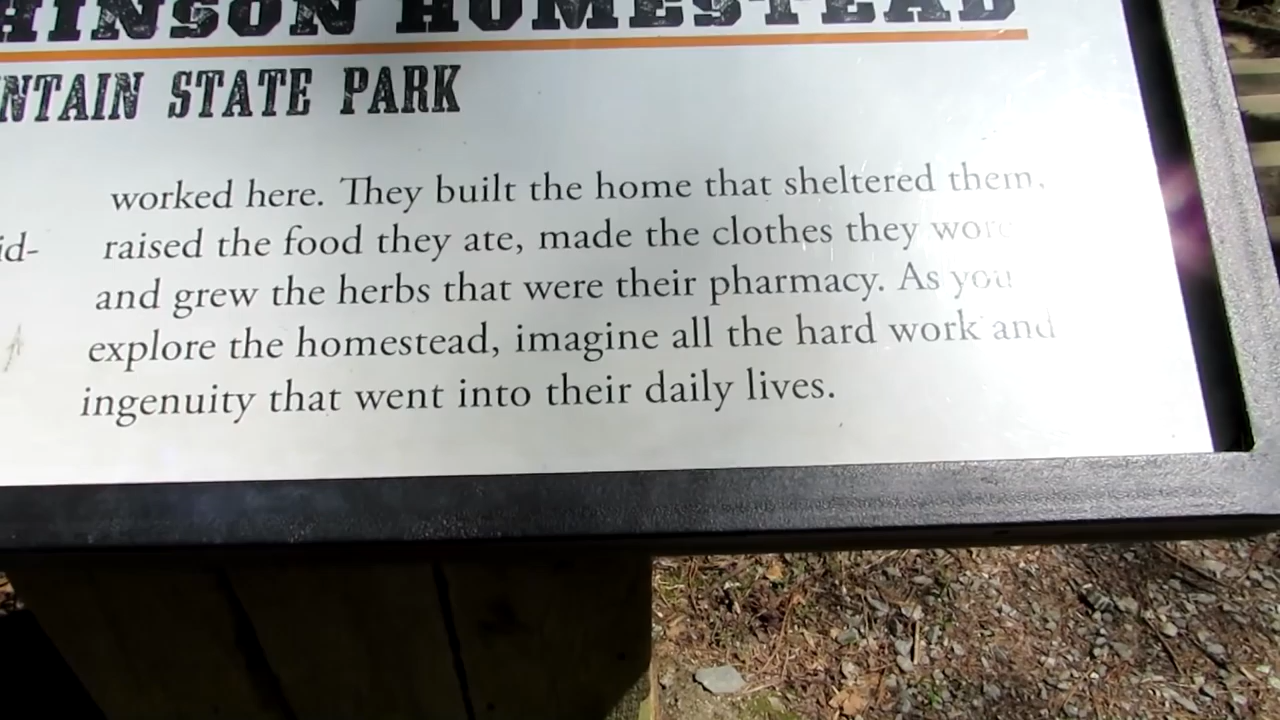 HINSON HOMESTEAD
NTAIN STATE PARK
worked here. They built the home that sheltered them,
id-
raised the food they ate, made the clothes they wore
and grew the herbs that were their pharmacy. As you
explore the homestead, imagine all the hard work and
ingenuity that went into their daily lives.